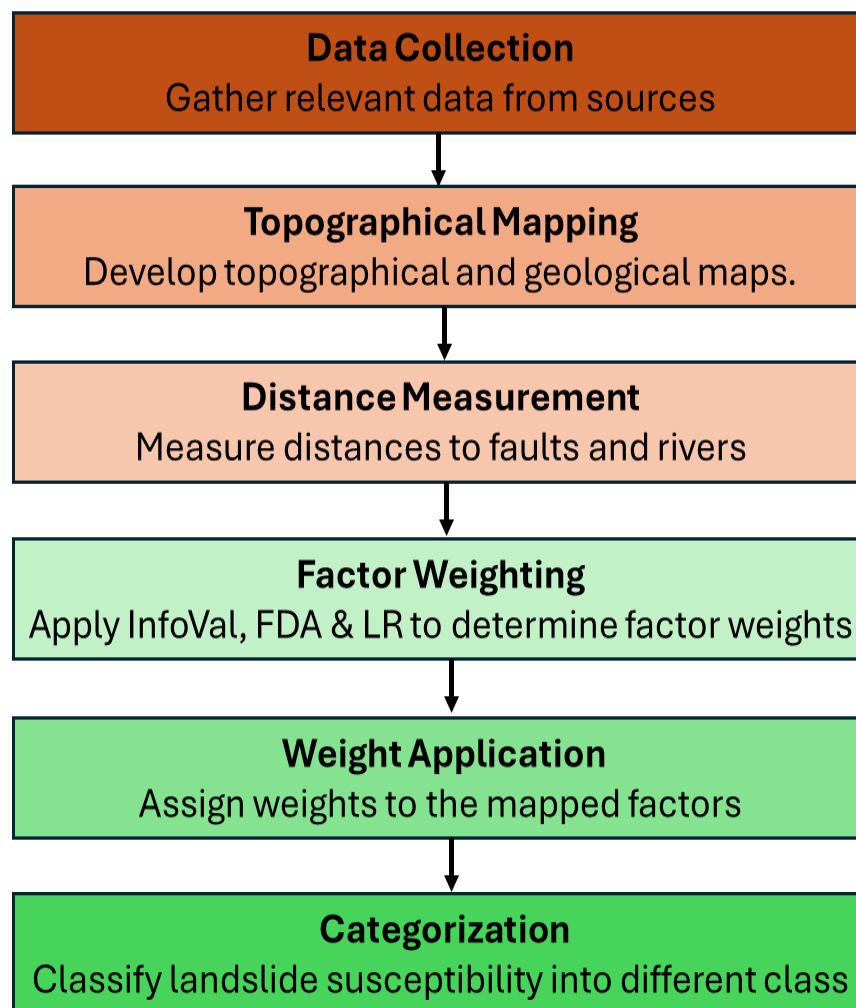 Data Collection
Gather relevant data from sources
Topographical Mapping
Develop topographical and geological maps.
Distance Measurement
Measure distances to faults and rivers
Factor Weighting
Apply InfoVal, FDA & LR to determine factor weights
Weight Application
Assign weights to the mapped factors
Categorization
Classify landslide susceptibility into different class